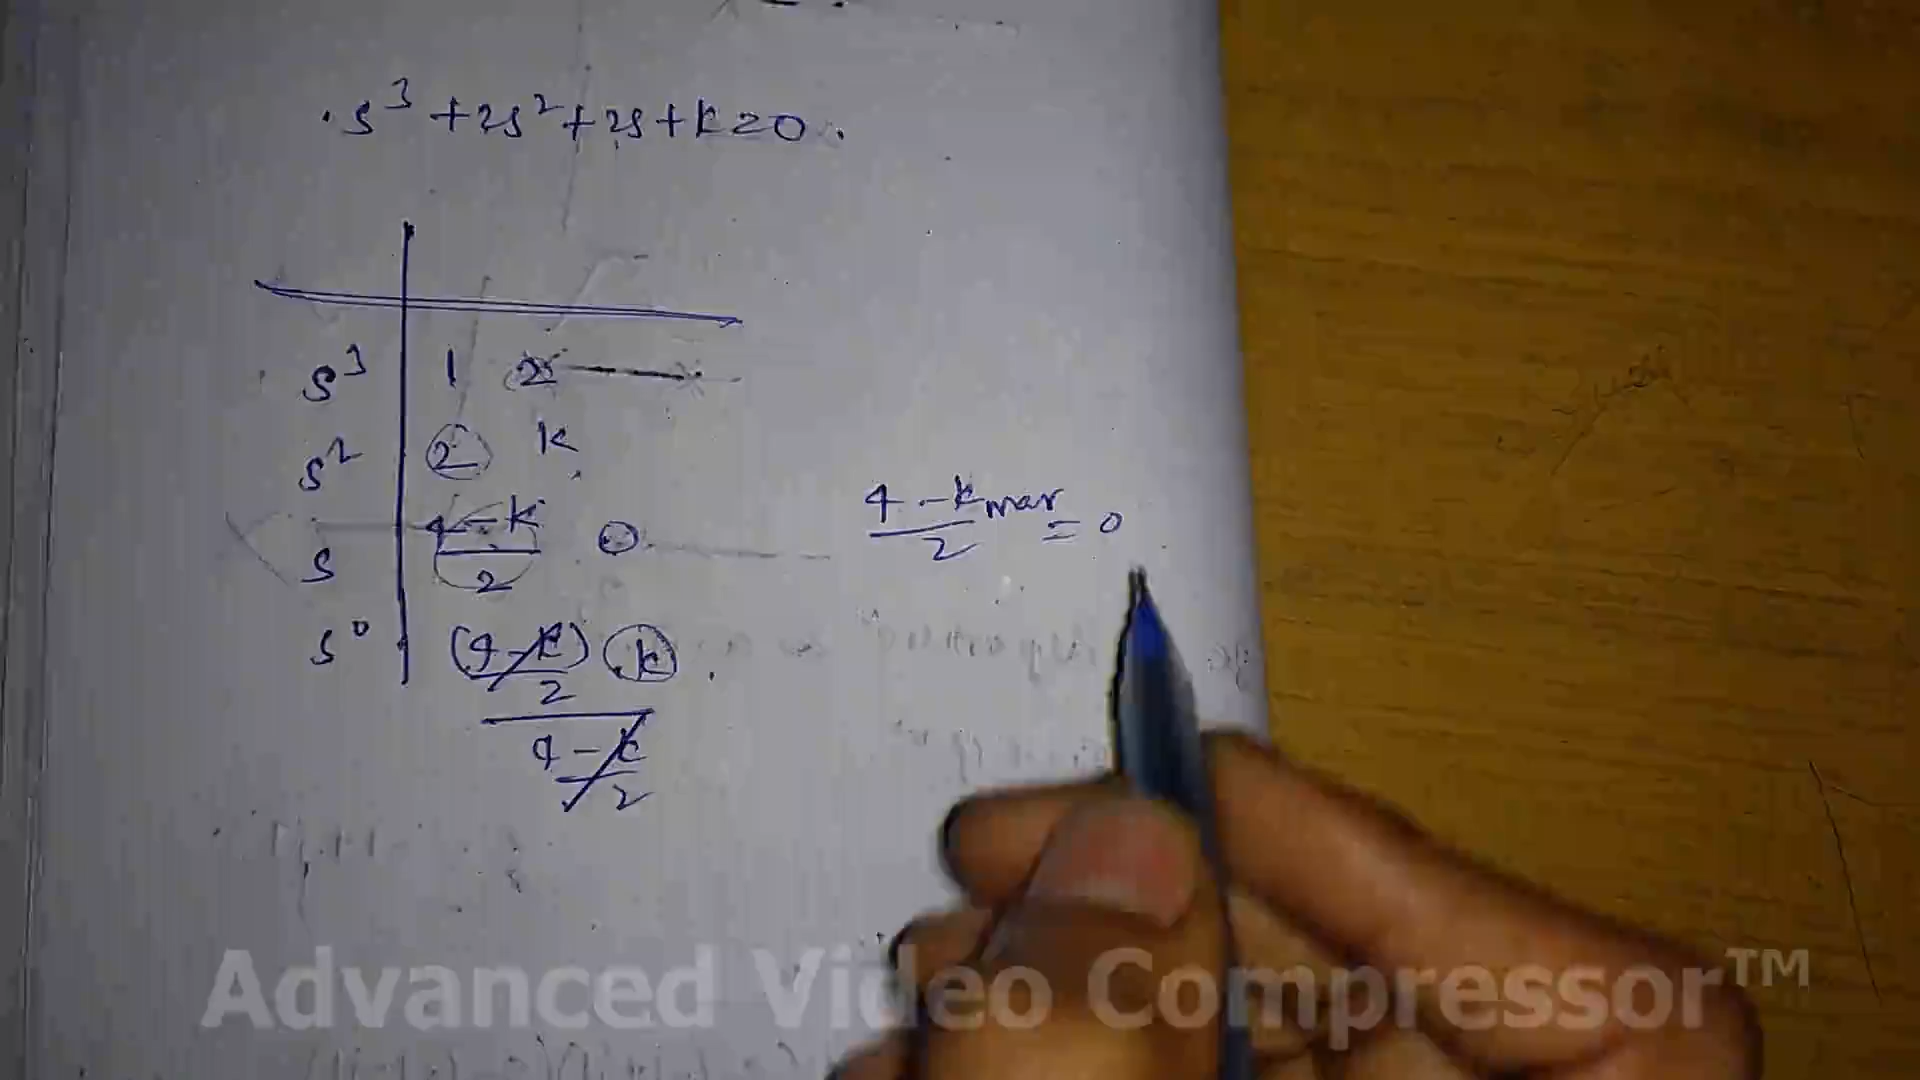 s³ + 2s² + 2s + k = 0
s³ 1 2
s² 2 k
s (4-k)/2 0
s⁰ ((4-k)/2) k / ((4-k)/2)
(4 - k max)/2 = 0
Advanced Video Compressor™